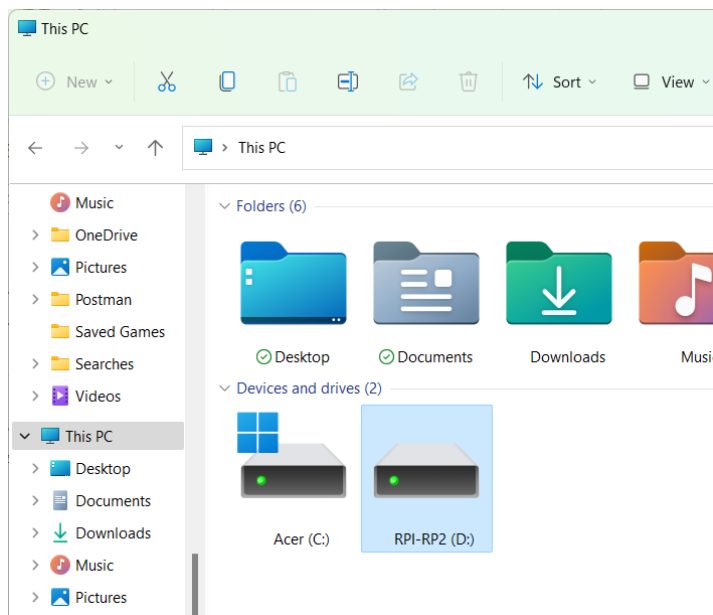 This PC
New
Sort
View
This PC
Music
OneDrive
Pictures
Postman
Saved Games
Searches
Videos
This PC
Desktop
Documents
Downloads
Music
Pictures
Folders (6)
Desktop
Documents
Downloads
Devices and drives (2)
Acer (C:)
RPI-RP2 (D:)